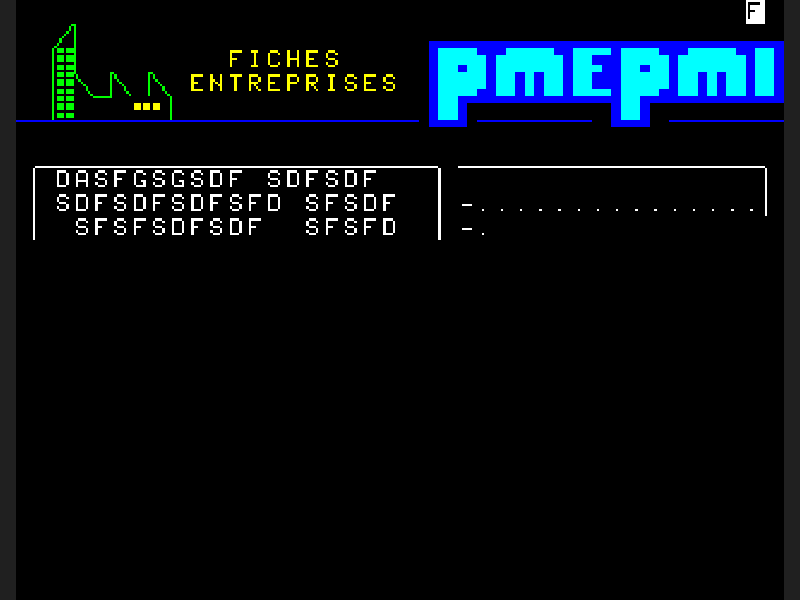 F
FICHES
ENTREPRISES
pmepmi
DASFGSGSDF SDFSDF
SDFSDFSDFSFD SFSDF
-...............
SFSFSDFSDF SFSFD
-.